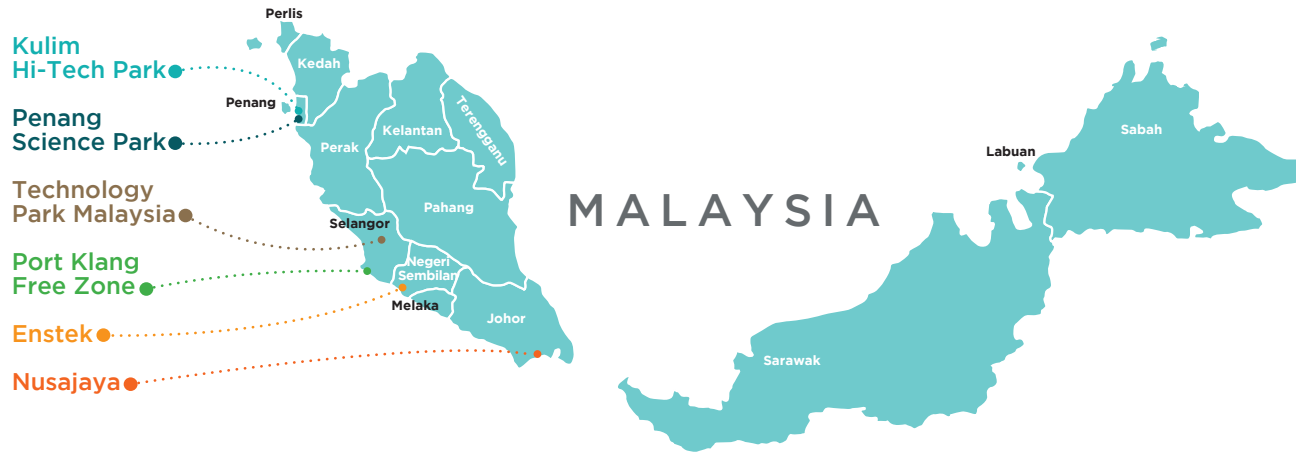 Kulim
Hi-Tech Park
Penang
Science Park
Technology
Park Malaysia
Port Klang
Free Zone
Enstek
Nusajaya
Perlis
Kedah
Penang
Perak
Kelantan
Terengganu
Pahang
Selangor
Negeri
Sembilan
Melaka
Johor
MALAYSIA
Labuan
Sabah
Sarawak